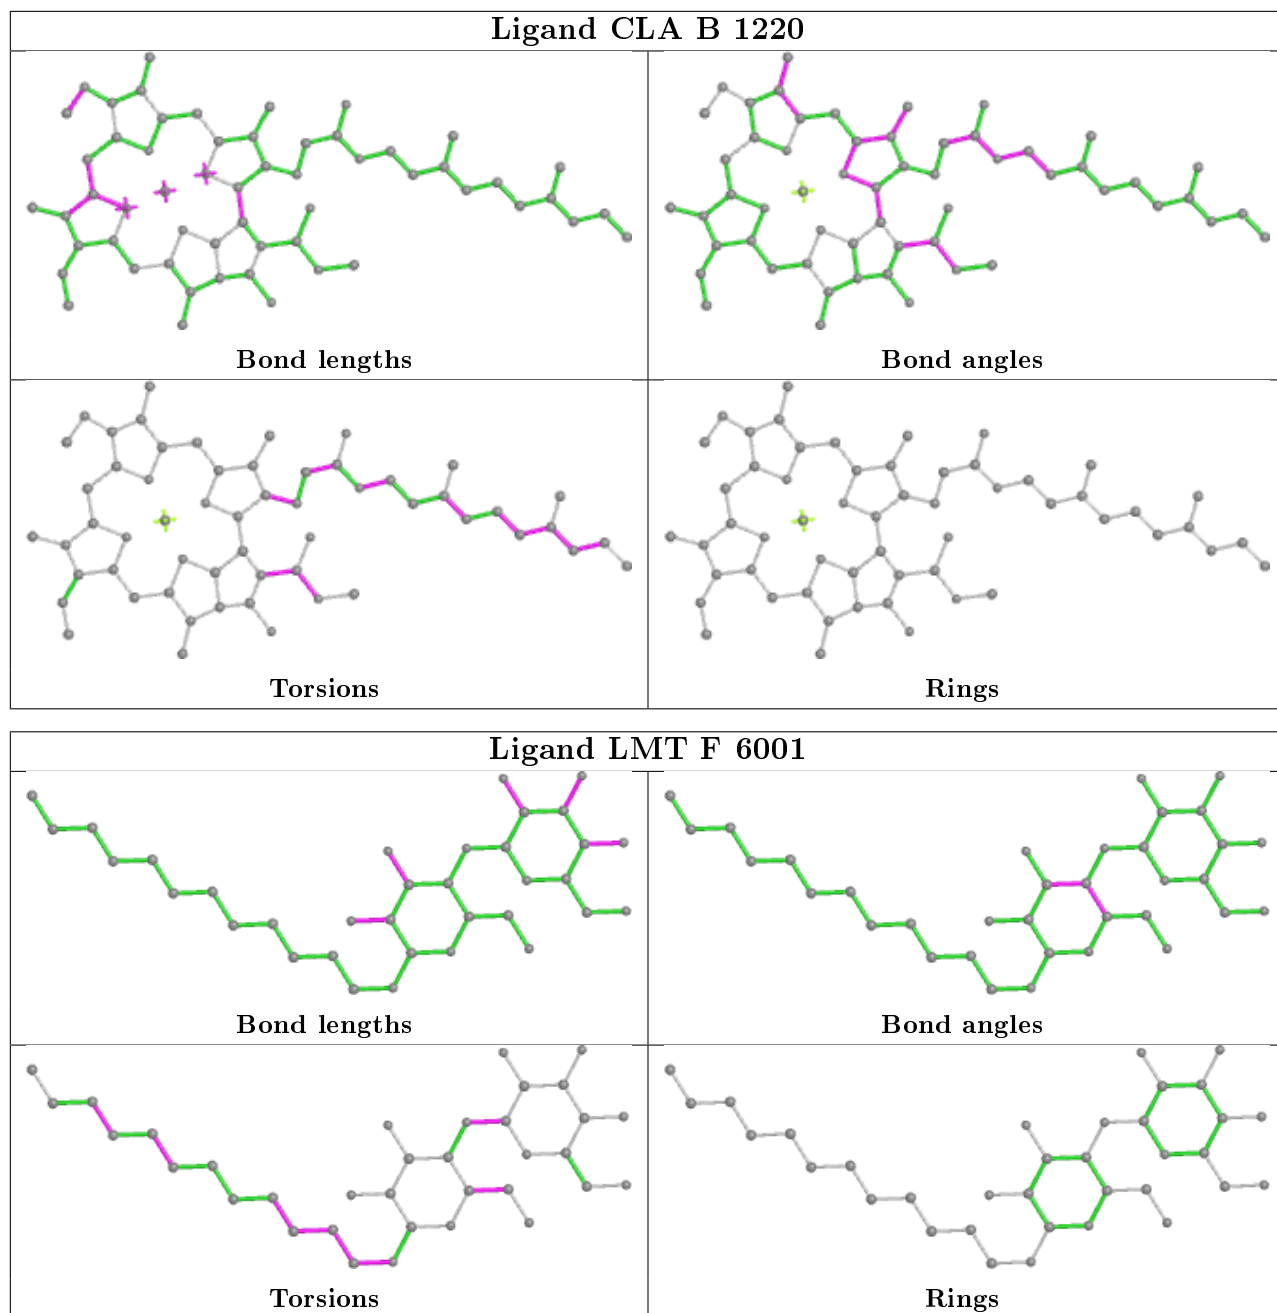 Ligand CLA B 1220
Bond lengths
Bond angles
Torsions
Rings
Ligand LMT F 6001
Bond lengths
Bond angles
Torsions
Rings